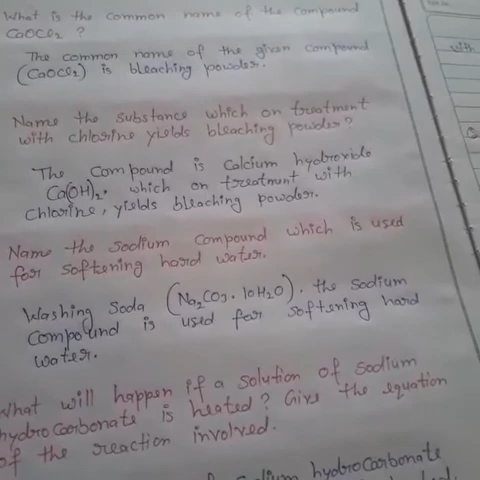 What is the common name of the compound
CaOCl2 ?
The common name of the given compound
(CaOCl2) is bleaching powder.
Name the substance which on treatment
with chlorine yields bleaching powder?
The compound is Calcium hydroxide
Ca(OH)2, which on treatment with
Chlorine, yields bleaching powder.
Name the sodium compound which is used
for softening hard water.
Washing Soda (Na2CO3. 10H2O), the sodium
Compound is used for softening hard
water.
What will happen if a solution of sodium
hydrocarbonate is heated? Give the equation
of the reaction involved.
sodium hydrocarbonate
with